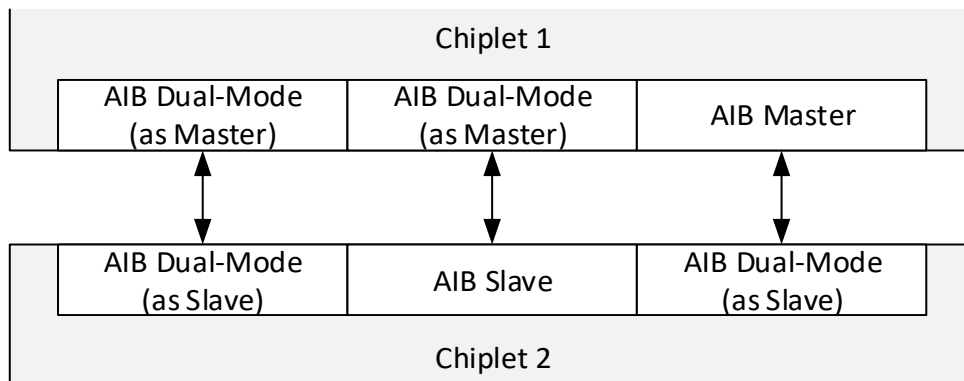 Chiplet 1
AIB Dual-Mode
(as Master)
AIB Dual-Mode
(as Master)
AIB Master
AIB Dual-Mode
(as Slave)
AIB Slave
AIB Dual-Mode
(as Slave)
Chiplet 2